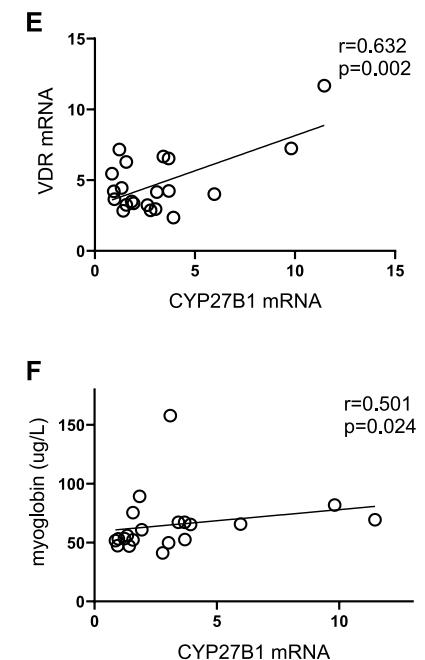 E
r=0.632
p=0.002
VDR mRNA
15
10
5
0
0 5 10 15
CYP27B1 mRNA
F
r=0.501
p=0.024
myoglobin (ug/L)
150
100
50
0
0 5 10
CYP27B1 mRNA